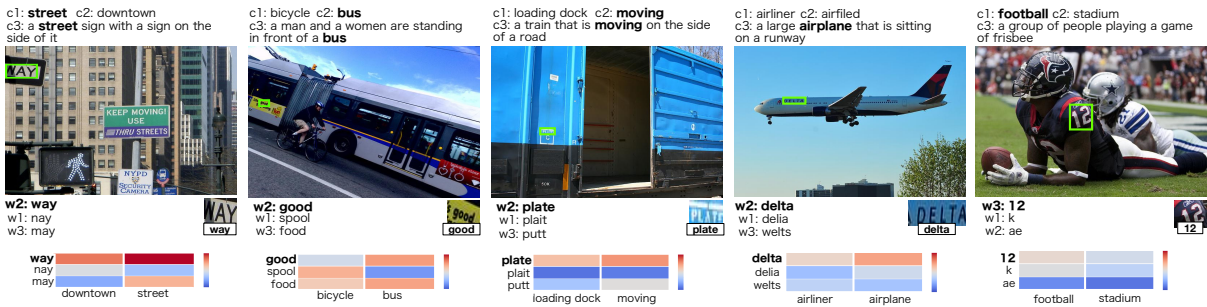 c1: street c2: downtown
c3: a street sign with a sign on the
side of it
WAY
KEEP MOVING!
USE
THRU STREETS
NYPD
SECURITY
CAMERA
w2: way
w1: nay
w3: may
WAY
way
way
nay
may
downtown street
c1: bicycle c2: bus
c3: a man and a women are standing
in front of a bus
w2: good
w1: spool
w3: food
good
good
good
spool
food
bicycle bus
c1: loading dock c2: moving
c3: a train that is moving on the side
of a road
w2: plate
w1: plait
w3: putt
PLATE
plate
plate
plait
putt
loading dock moving
c1: airliner c2: airfiled
c3: a large airplane that is sitting
on a runway
w2: delta
w1: delia
w3: welts
DELTA
delta
delta
delia
welts
airliner airplane
c1: football c2: stadium
c3: a group of people playing a game
of frisbee
12
w3: 12
w1: k
w2: ae
12
12
12
k
ae
football stadium